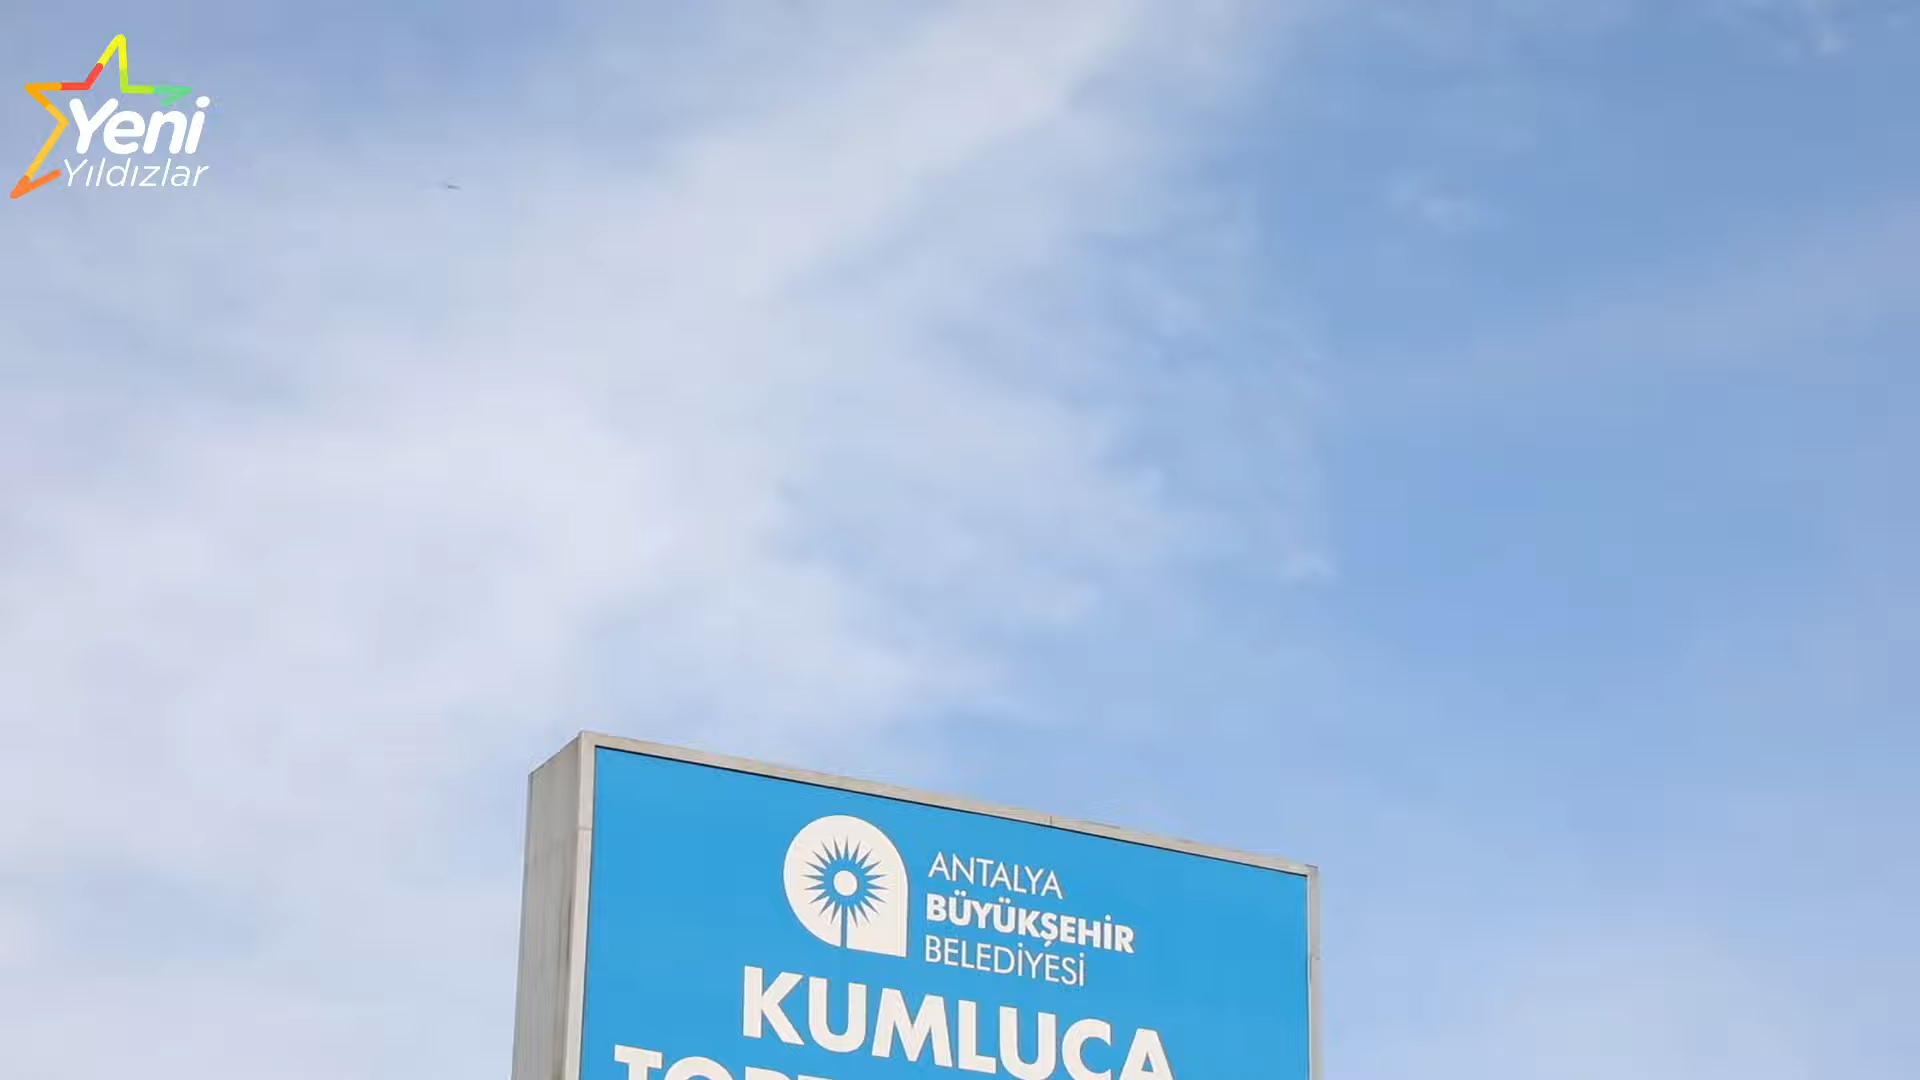 Yeni
Yıldızlar
ANTALYA
BÜYÜKŞEHİR
BELEDİYESİ
KUMLUCA